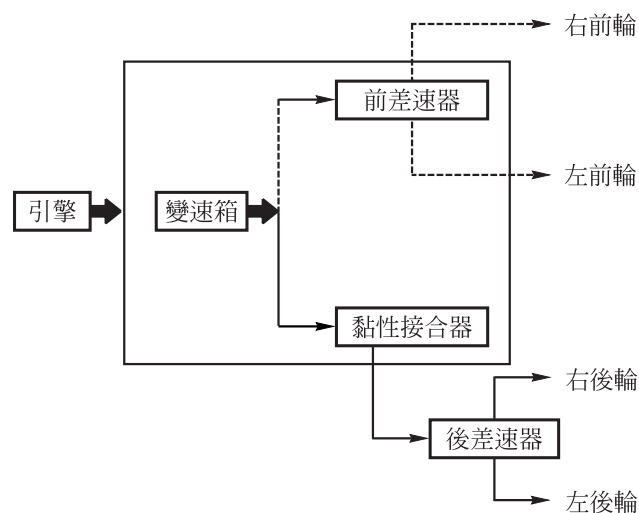 右前輪
前差速器
左前輪
引擎
變速箱
黏性接合器
右後輪
後差速器
左後輪